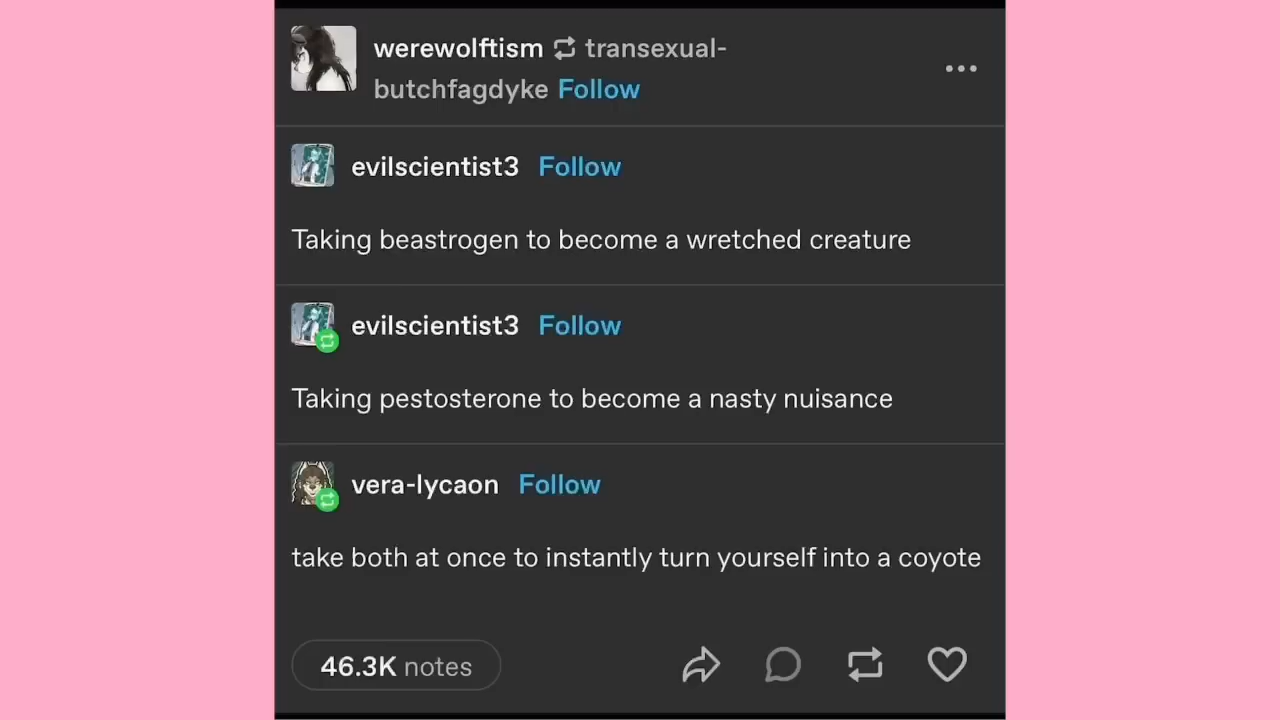 werewolftism transexual-
butchfagdyke Follow
evilscientist3 Follow
Taking beastrogen to become a wretched creature
evilscientist3 Follow
Taking pestosterone to become a nasty nuisance
vera-lycaon Follow
take both at once to instantly turn yourself into a coyote
46.3K notes